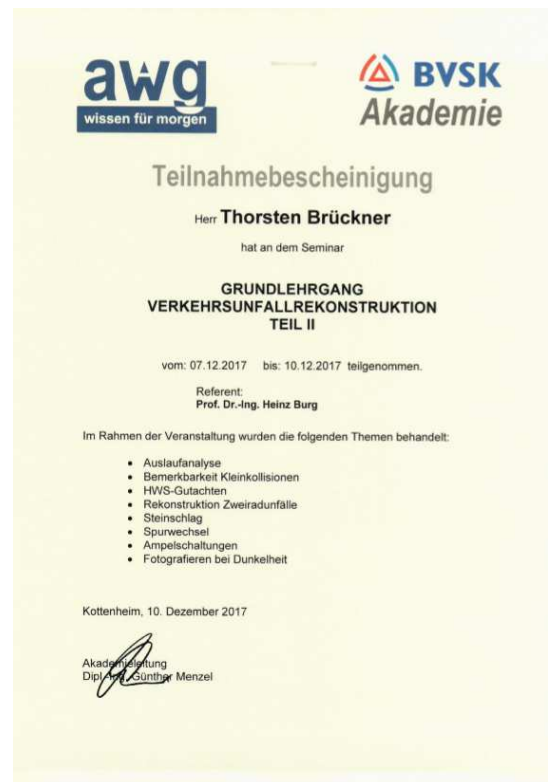 awg
wissen für morgen
BVSK
Akademie
Teilnahmebescheinigung
Herr Thorsten Brückner
hat an dem Seminar
GRUNDLEHRGANG
VERKEHRSUNFALLREKONSTRUKTION
TEIL II
vom: 07.12.2017 bis: 10.12.2017 teilgenommen.
Referent:
Prof. Dr.-Ing. Heinz Burg
Im Rahmen der Veranstaltung wurden die folgenden Themen behandelt:
• Auslaufanalyse
• Bemerkbarkeit Kleinkollisionen
• HWS-Gutachten
• Rekonstruktion Zweiradunfälle
• Steinschlag
• Spurwechsel
• Ampelschaltungen
• Fotografieren bei Dunkelheit
Kottenheim, 10. Dezember 2017
Akademieleitung
Dipl.-Ing. Günther Menzel